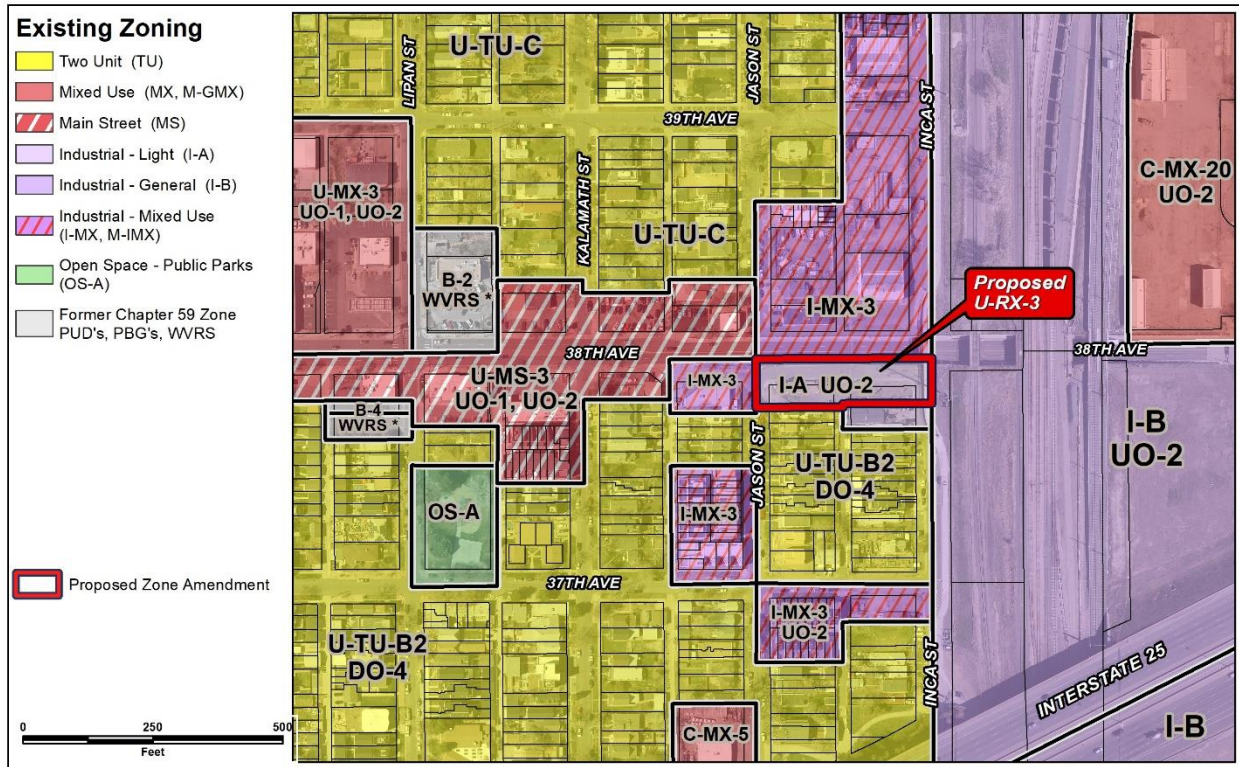 Existing Zoning
Two Unit (TU)
Mixed Use (MX, M-GMX)
Main Street (MS)
Industrial - Light (I-A)
Industrial - General (I-B)
Industrial - Mixed Use
(I-MX, M-IMX)
Open Space - Public Parks
(OS-A)
Former Chapter 59 Zone
PUD's, PBG's, WVRS
Proposed Zone Amendment
0 250 500
Feet
U-TU-C
LIPAN ST
JASON ST
39TH AVE
INCA ST
C-MX-20
UO-2
U-MX-3
UO-1, UO-2
KALAMATH ST
U-TU-C
B-2
WVRS *
I-MX-3
Proposed
U-RX-3
38TH AVE
38TH AVE
U-MS-3
UO-1, UO-2
I-MX-3
I-A UO-2
B-4
WVRS *
I-B
UO-2
JASON ST
U-TU-B2
DO-4
OS-A
I-MX-3
37TH AVE
I-MX-3
UO-2
U-TU-B2
DO-4
INCA ST
INTERSTATE 25
C-MX-5
I-B